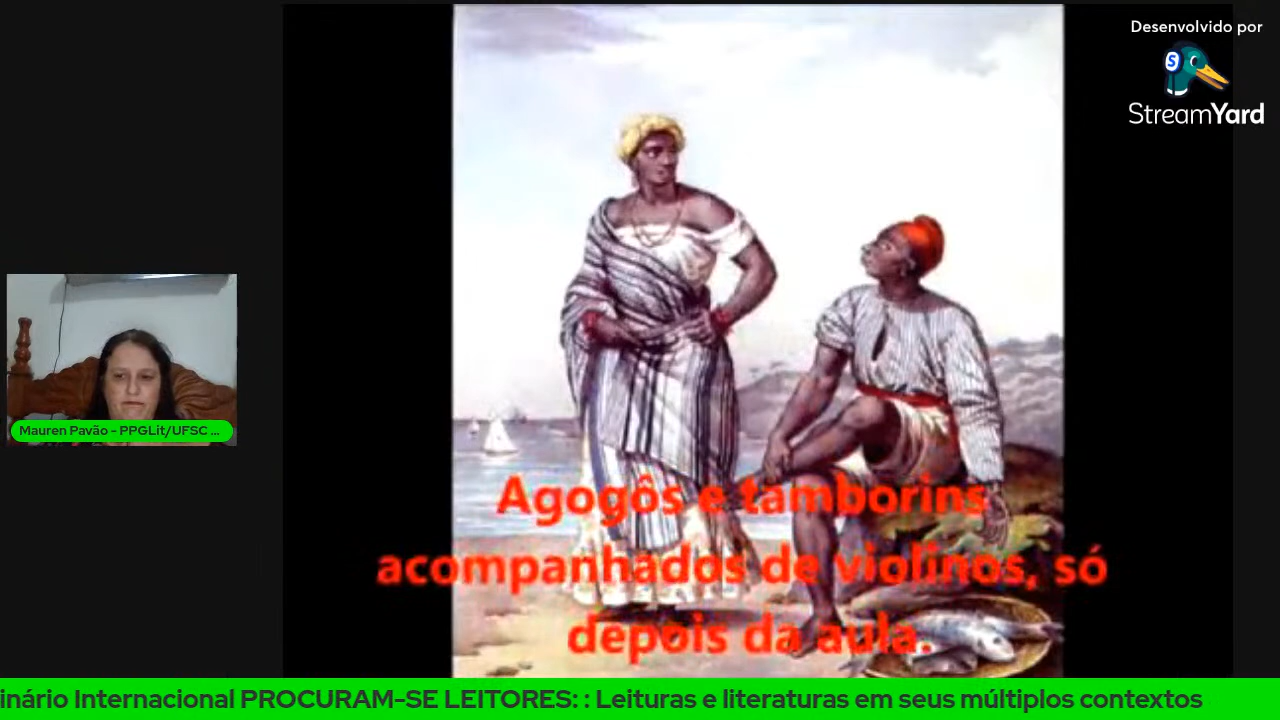 Desenvolvido por
S
StreamYard
Mauren Pavão - PPGLit/UFSC ...
Agogôs e tamborins
acompanhados de violinos, só
depois da aula.
inário Internacional PROCURAM-SE LEITORES: : Leituras e literaturas em seus múltiplos contextos